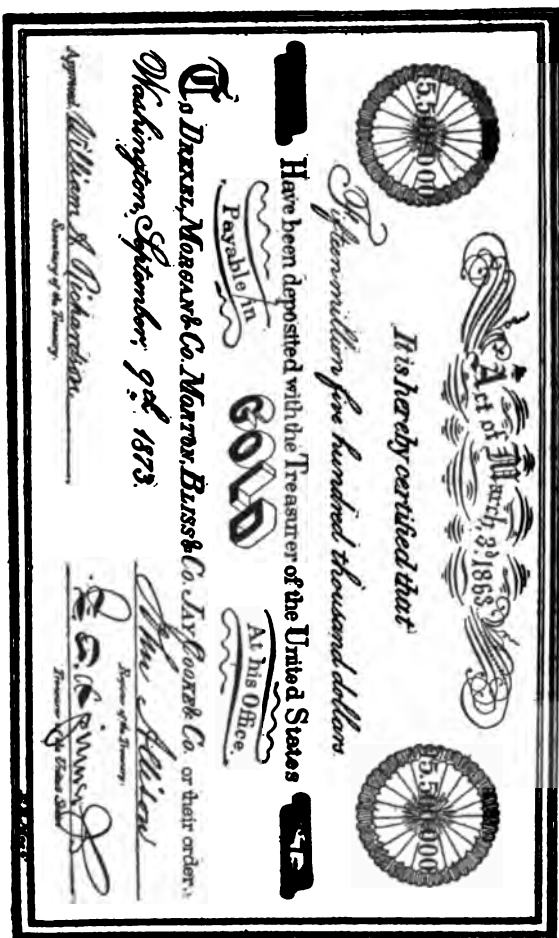 Act of March, 3d. 1863
It is hereby certified that
Fifteen million five hundred thousand dollars
Have been deposited with the Treasurer of the United States
Payable in
GOLD
At his Office,
To DREXEL, MORGAN & Co. MORTON, BLISS & Co. JAY COOKE & Co. or their order.
Washington, September, 9th. 1873.
Approved, William A Richardson
Secretary of the Treasury.
John Allison
Register of the Treasury.
Treasurer of the United States